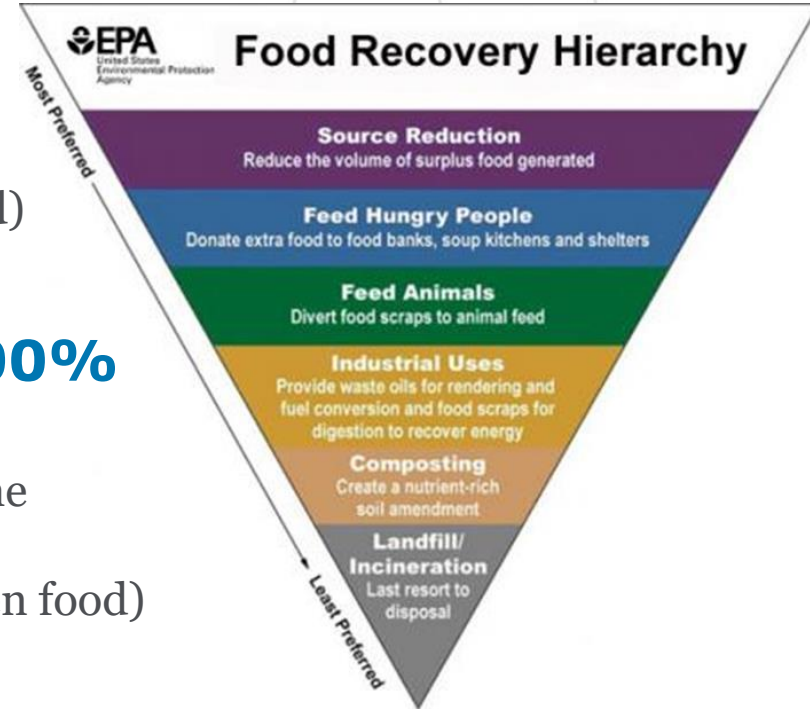 EPA
United States
Environmental Protection
Agency
Food Recovery Hierarchy
Most Preferred
Source Reduction
Reduce the volume of surplus food generated
Feed Hungry People
Donate extra food to food banks, soup kitchens and shelters
Feed Animals
Divert food scraps to animal feed
Industrial Uses
Provide waste oils for rendering and
fuel conversion and food scraps for
digestion to recover energy
Composting
Create a nutrient-rich
soil amendment
Landfill/
Incineration
Last resort to
disposal
Least Preferred
food)